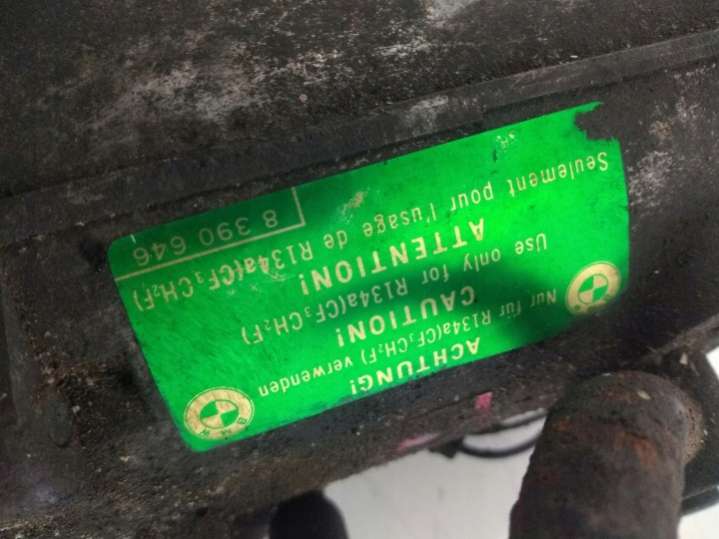 ACHTUNG!
Nur für R134a(CF₃CH₂F) verwenden
CAUTION!
Use only for R134a(CF₃CH₂F)
ATTENTION!
Seulement pour l'usage de R134a(CF₃CH₂F)
8 390 646
BMW